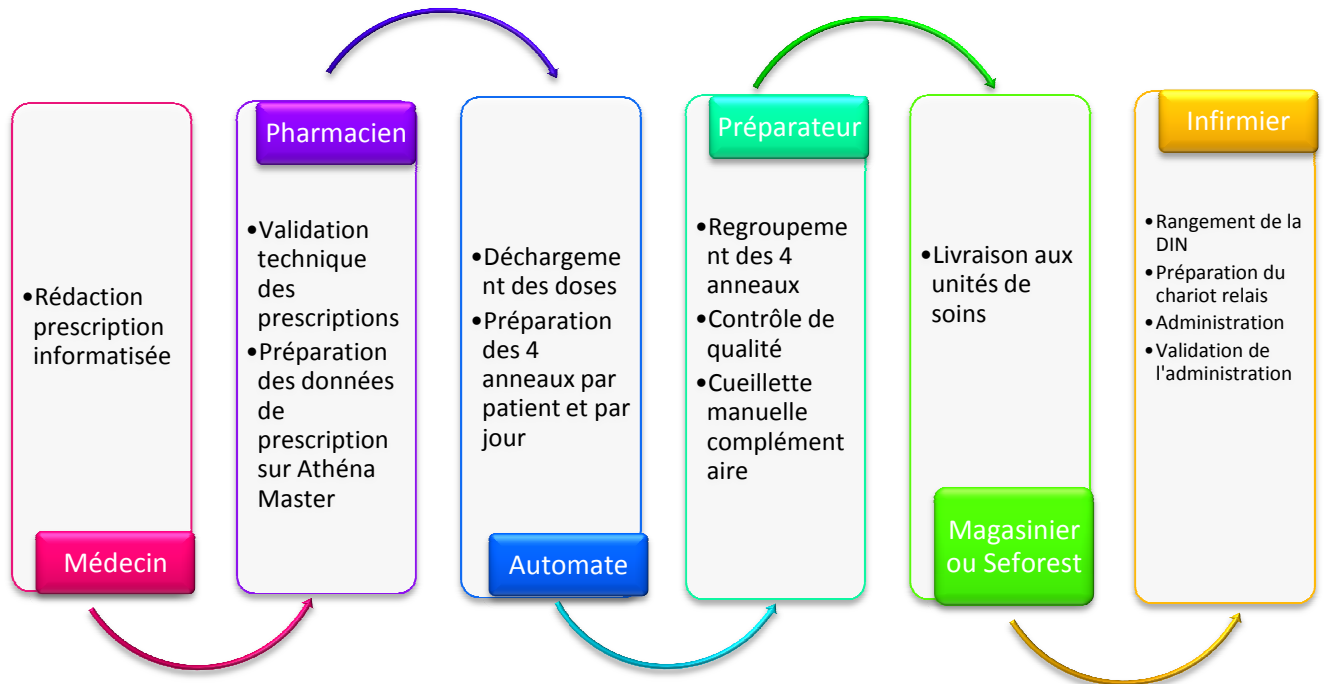 •Rédaction
prescription
informatisée
Médecin
Pharmacien
•Validation
technique
des
prescriptions
•Préparation
des données
de
prescription
sur Athéna
Master
•Déchargeme
nt des doses
•Préparation
des 4
anneaux par
patient et par
jour
Automate
Préparateur
•Regroupeme
nt des 4
anneaux
•Contrôle de
qualité
•Cueillette
manuelle
complément
aire
•Livraison aux
unités de
soins
Magasinier
ou Seforest
Infirmier
•Rangement de la
DIN
•Préparation du
chariot relais
•Administration
•Validation de
l'administration